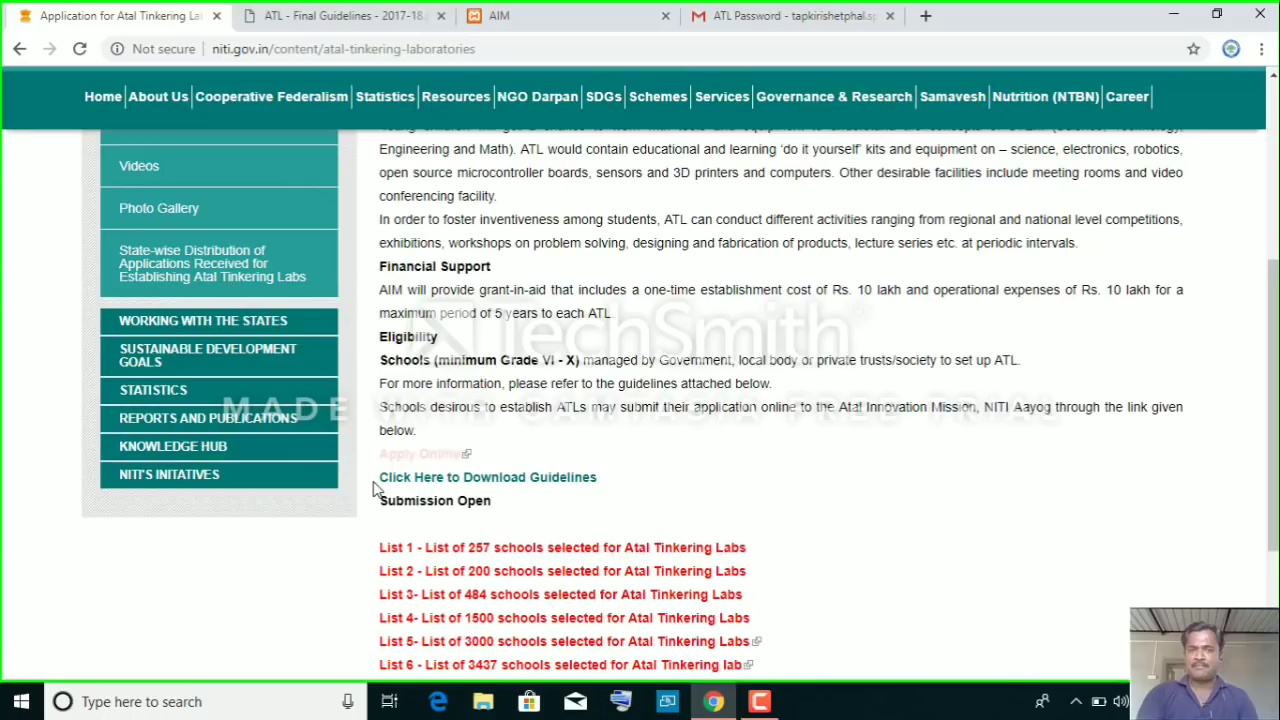 Application for Atal Tinkering La
ATL - Final Guidelines - 2017-18.
AIM
ATL Password - tapkirishetphal.s
Not secure
niti.gov.in/content/atal-tinkering-laboratories
Home About Us Cooperative Federalism Statistics Resources NGO Darpan SDGs Schemes Services Governance & Research Samavesh Nutrition (NTBN) Career
Videos
Photo Gallery
State-wise Distribution of
Applications Received for
Establishing Atal Tinkering Labs
WORKING WITH THE STATES
SUSTAINABLE DEVELOPMENT
GOALS
STATISTICS
REPORTS AND PUBLICATIONS
KNOWLEDGE HUB
NITI'S INITATIVES
Engineering and Math). ATL would contain educational and learning 'do it yourself' kits and equipment on – science, electronics, robotics,
open source microcontroller boards, sensors and 3D printers and computers. Other desirable facilities include meeting rooms and video
conferencing facility.
In order to foster inventiveness among students, ATL can conduct different activities ranging from regional and national level competitions,
exhibitions, workshops on problem solving, designing and fabrication of products, lecture series etc. at periodic intervals.
Financial Support
AIM will provide grant-in-aid that includes a one-time establishment cost of Rs. 10 lakh and operational expenses of Rs. 10 lakh for a
maximum period of 5 years to each ATL.
Eligibility
Schools (minimum Grade VI - X) managed by Government, local body or private trusts/society to set up ATL.
For more information, please refer to the guidelines attached below.
Schools desirous to establish ATLs may submit their application online to the Atal Innovation Mission, NITI Aayog through the link given
below.
Apply Online
Click Here to Download Guidelines
Submission Open
List 1 - List of 257 schools selected for Atal Tinkering Labs
List 2 - List of 200 schools selected for Atal Tinkering Labs
List 3- List of 484 schools selected for Atal Tinkering Labs
List 4- List of 1500 schools selected for Atal Tinkering Labs
List 5- List of 3000 schools selected for Atal Tinkering Labs
List 6 - List of 3437 schools selected for Atal Tinkering lab
TechSmith
MADE WITH CAMTASIA FREE TRIAL
Type here to search